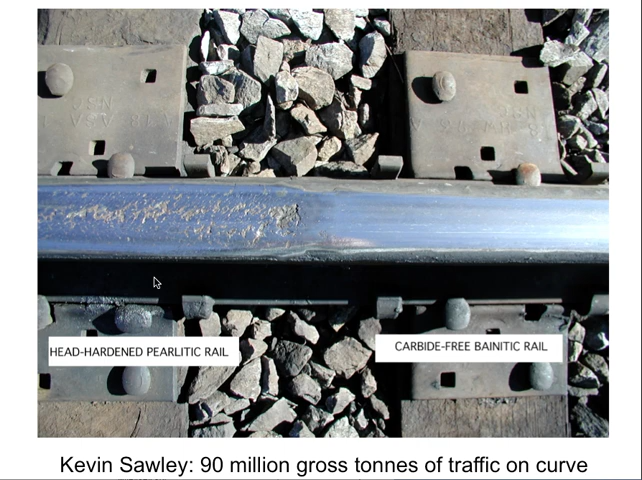 HEAD-HARDENED PEARLITIC RAIL
CARBIDE-FREE BAINITIC RAIL
Kevin Sawley: 90 million gross tonnes of traffic on curve